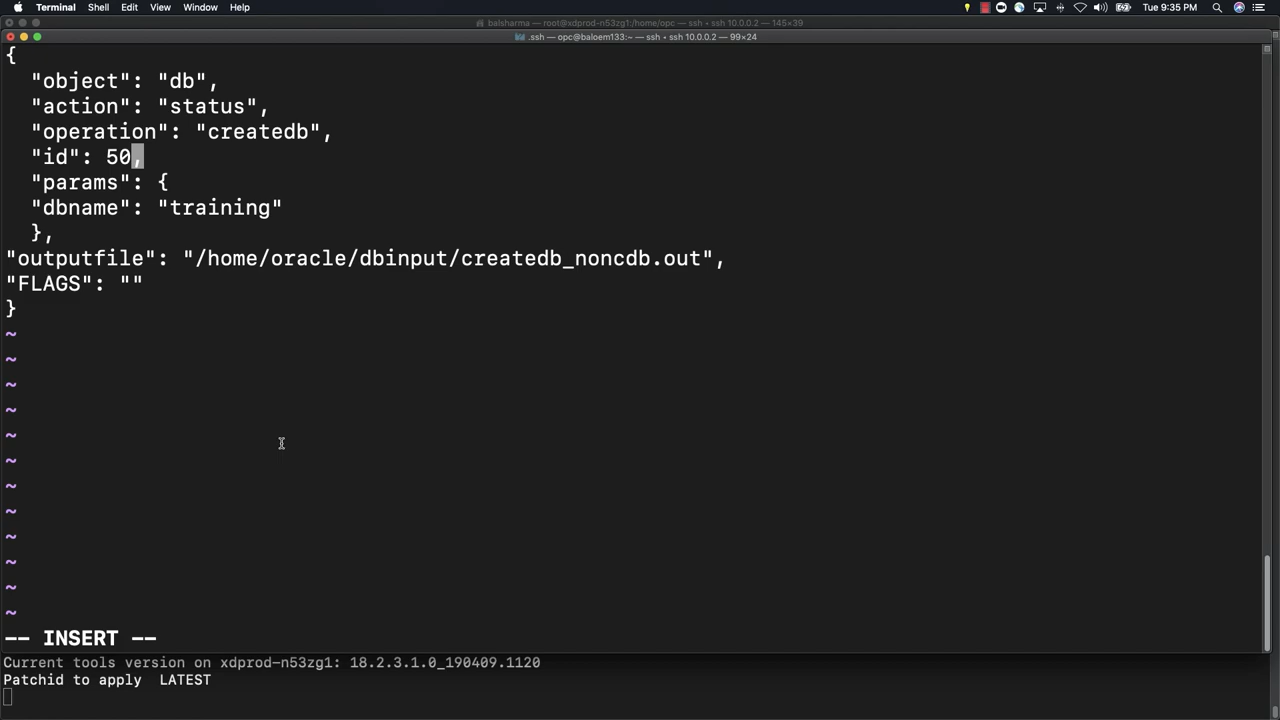 Terminal Shell Edit View Window Help Tue 9:35 PM
balsharma — root@xdprod-n53zg1:/home/opc — ssh • ssh 10.0.0.2 — 145×39
.ssh — opc@baloem133:~ — ssh • ssh 10.0.0.2 — 99×24
{
"object": "db",
"action": "status",
"operation": "createdb",
"id": 50,
"params": {
"dbname": "training"
},
"outputfile": "/home/oracle/dbinput/createdb_noncdb.out",
"FLAGS": ""
}
~
~
~
~
~
~
~
~
~
~
~
~
-- INSERT --
Current tools version on xdprod-n53zg1: 18.2.3.1.0_190409.1120
Patchid to apply LATEST